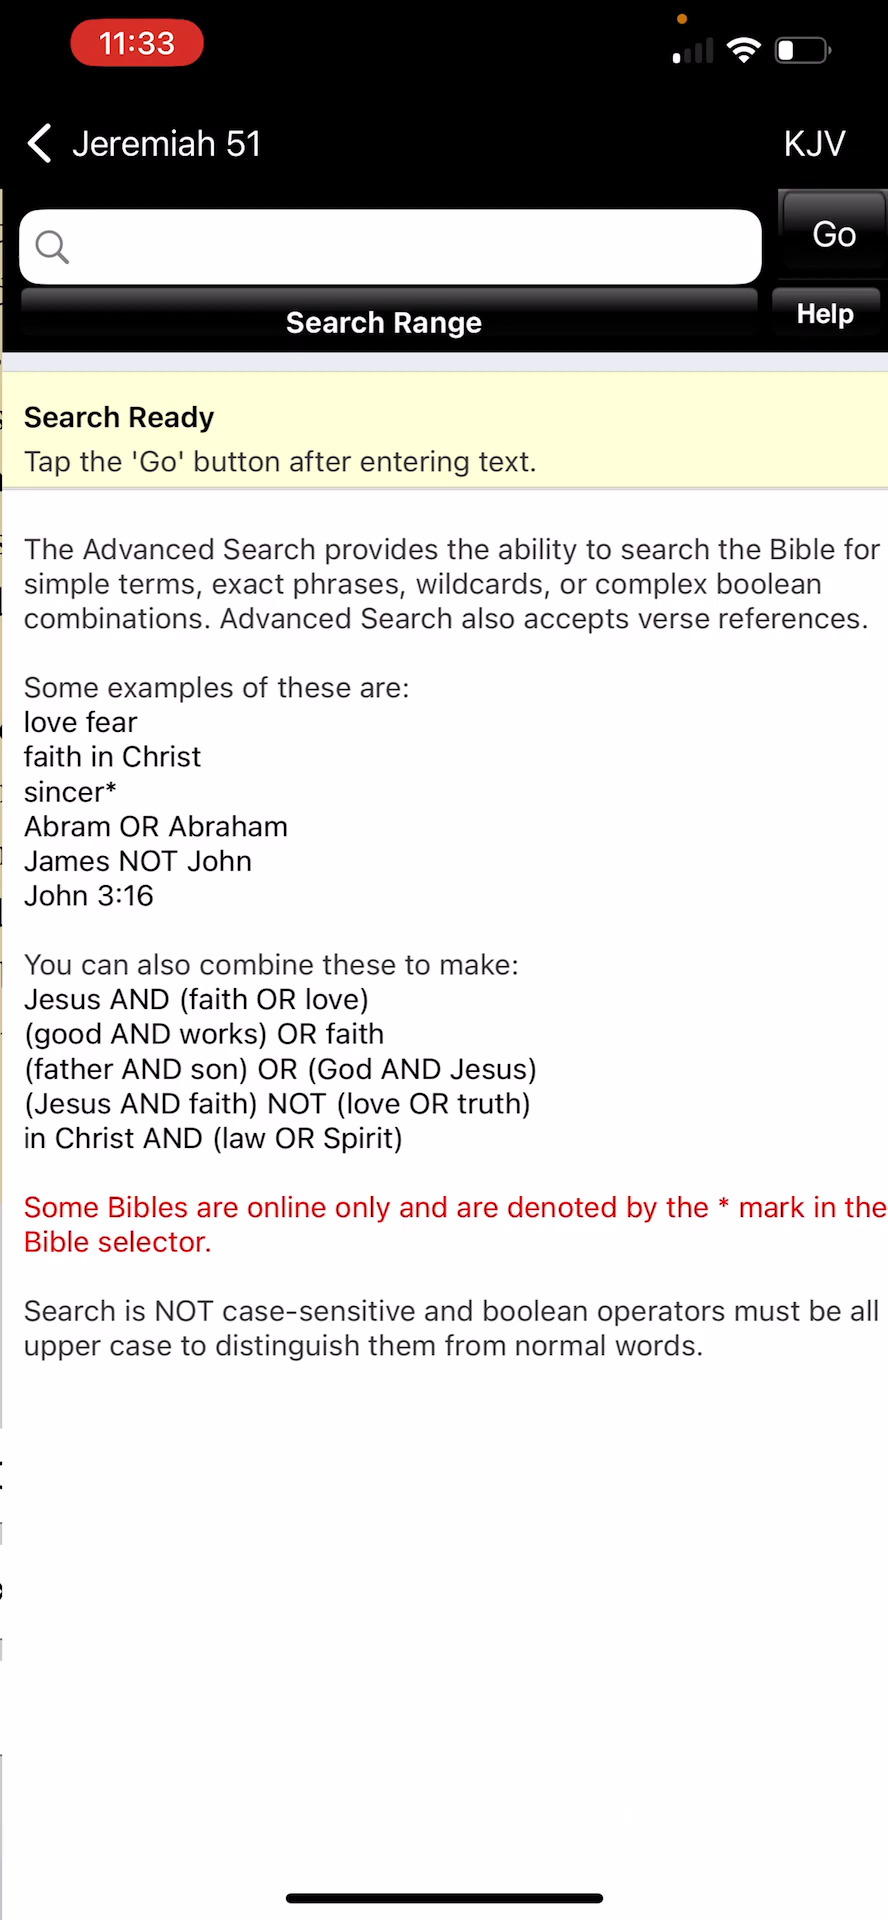 11:33
Jeremiah 51
KJV
Go
Search Range
Help
Search Ready
Tap the 'Go' button after entering text.
The Advanced Search provides the ability to search the Bible for
simple terms, exact phrases, wildcards, or complex boolean
combinations. Advanced Search also accepts verse references.
Some examples of these are:
love fear
faith in Christ
sincer*
Abram OR Abraham
James NOT John
John 3:16
You can also combine these to make:
Jesus AND (faith OR love)
(good AND works) OR faith
(father AND son) OR (God AND Jesus)
(Jesus AND faith) NOT (love OR truth)
in Christ AND (law OR Spirit)
Some Bibles are online only and are denoted by the * mark in the
Bible selector.
Search is NOT case-sensitive and boolean operators must be all
upper case to distinguish them from normal words.